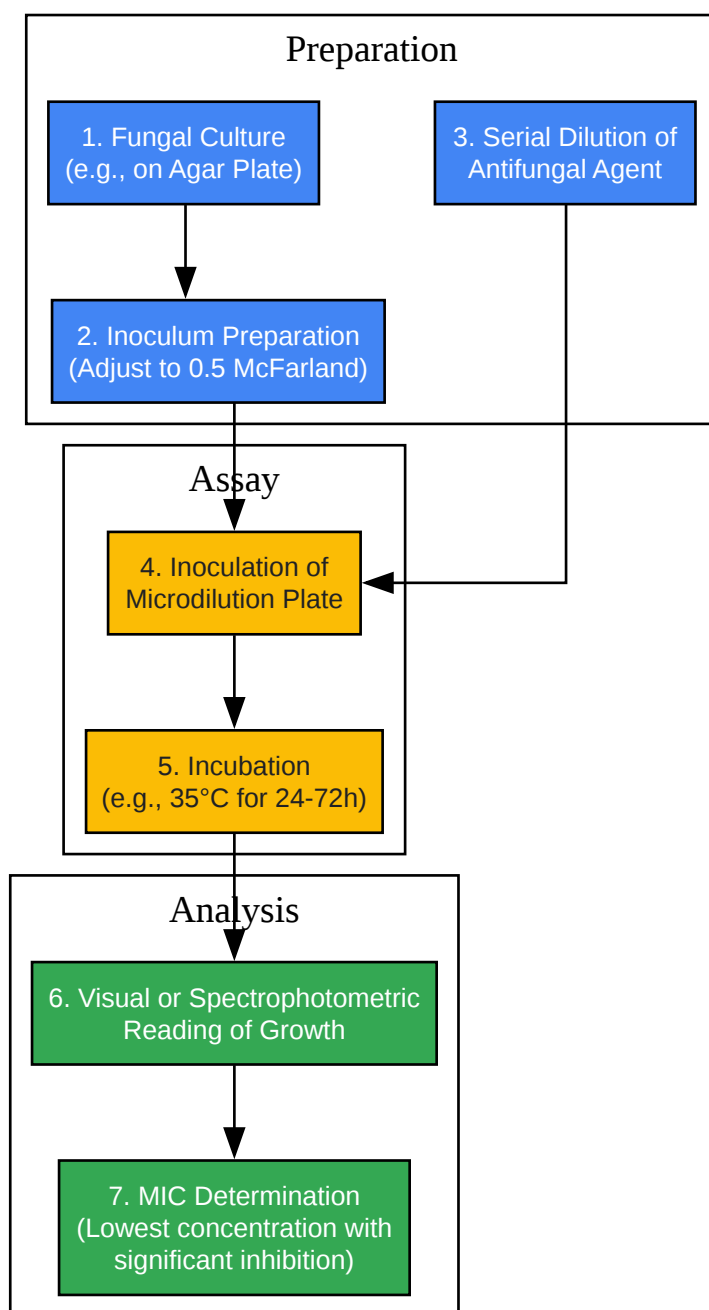 Preparation
1. Fungal Culture
(e.g., on Agar Plate)
3. Serial Dilution of
Antifungal Agent
2. Inoculum Preparation
(Adjust to 0.5 McFarland)
Assay
4. Inoculation of
Microdilution Plate
5. Incubation
(e.g., 35°C for 24-72h)
Analysis
6. Visual or Spectrophotometric
Reading of Growth
7. MIC Determination
(Lowest concentration with
significant inhibition)